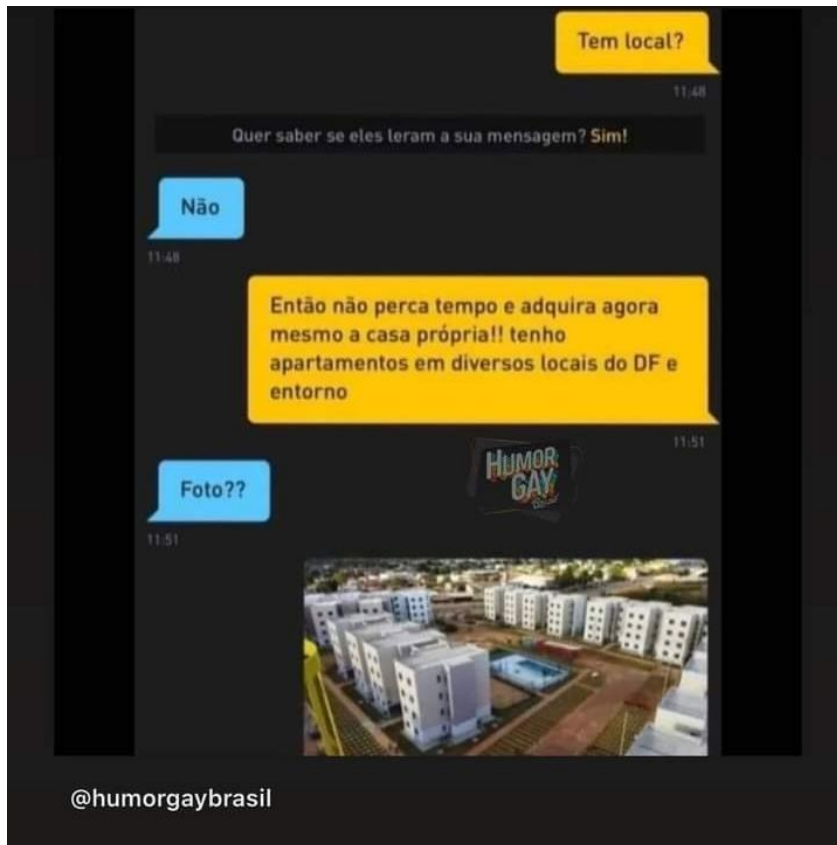 Tem local?
11:48
Quer saber se eles leram a sua mensagem? Sim!
Não
11:48
Então não perca tempo e adquira agora
mesmo a casa própria!! tenho
apartamentos em diversos locais do DF e
entorno
11:51
HUMOR
GAY
Foto??
11:51
@humorgaybrasil